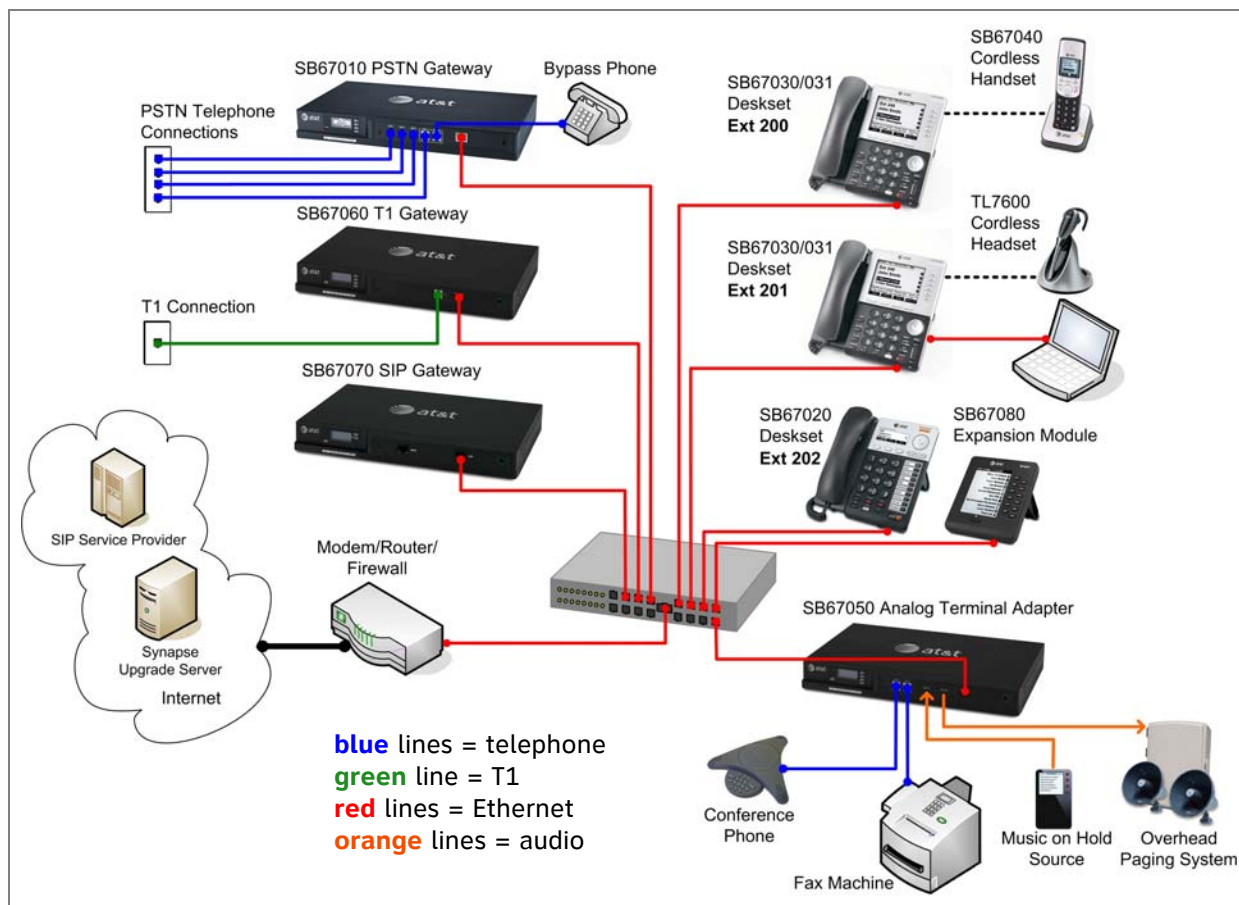 SB67010 PSTN Gateway
Bypass Phone
PSTN Telephone
Connections
at&t
SB67060 T1 Gateway
at&t
T1 Connection
SB67070 SIP Gateway
at&t
SIP Service Provider
Synapse
Upgrade Server
Internet
Modem/Router/
Firewall
SB67030/031
Deskset
Ext 200
SB67040
Cordless
Handset
SB67030/031
Deskset
Ext 201
TL7600
Cordless
Headset
SB67020
Deskset
Ext 202
SB67080
Expansion Module
SB67050 Analog Terminal Adapter
at&t
blue lines = telephone
green line = T1
red lines = Ethernet
orange lines = audio
Conference
Phone
Fax Machine
Music on Hold
Source
Overhead
Paging System